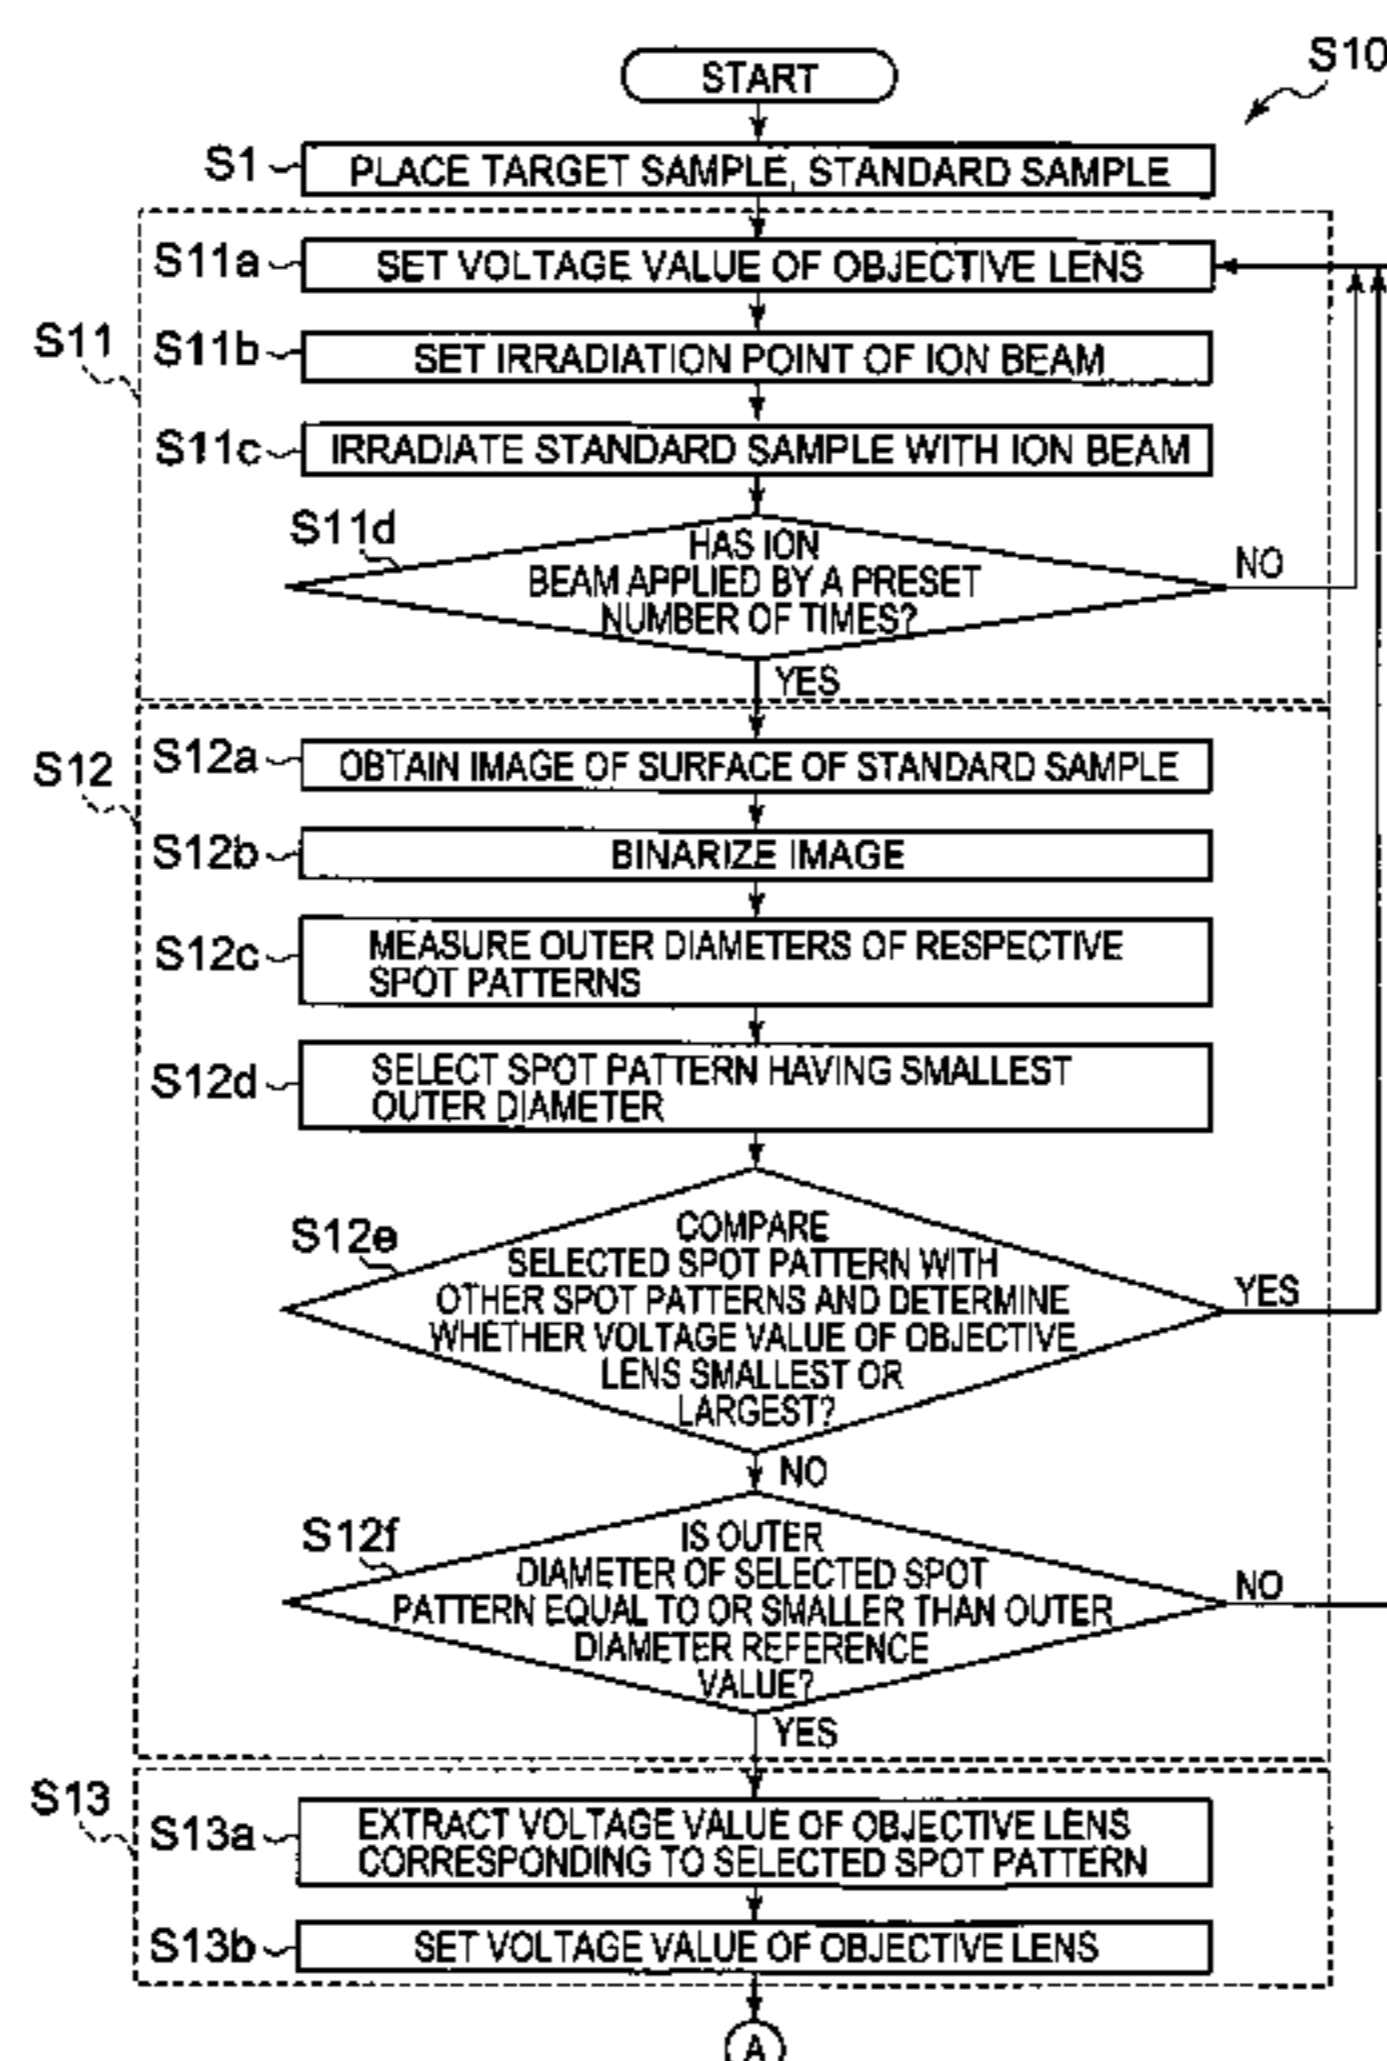 START
S10
S1
PLACE TARGET SAMPLE, STANDARD SAMPLE
S11
S11a
SET VOLTAGE VALUE OF OBJECTIVE LENS
S11b
SET IRRADIATION POINT OF ION BEAM
S11c
IRRADIATE STANDARD SAMPLE WITH ION BEAM
S11d
HAS ION
BEAM APPLIED BY A PRESET
NUMBER OF TIMES?
NO
YES
S12
S12a
OBTAIN IMAGE OF SURFACE OF STANDARD SAMPLE
S12b
BINARIZE IMAGE
S12c
MEASURE OUTER DIAMETERS OF RESPECTIVE
SPOT PATTERNS
S12d
SELECT SPOT PATTERN HAVING SMALLEST
OUTER DIAMETER
S12e
COMPARE
SELECTED SPOT PATTERN WITH
OTHER SPOT PATTERNS AND DETERMINE
WHETHER VOLTAGE VALUE OF OBJECTIVE
LENS SMALLEST OR
LARGEST?
YES
NO
S12f
IS OUTER
DIAMETER OF SELECTED SPOT
PATTERN EQUAL TO OR SMALLER THAN OUTER
DIAMETER REFERENCE
VALUE?
NO
YES
S13
S13a
EXTRACT VOLTAGE VALUE OF OBJECTIVE LENS
CORRESPONDING TO SELECTED SPOT PATTERN
S13b
SET VOLTAGE VALUE OF OBJECTIVE LENS
A